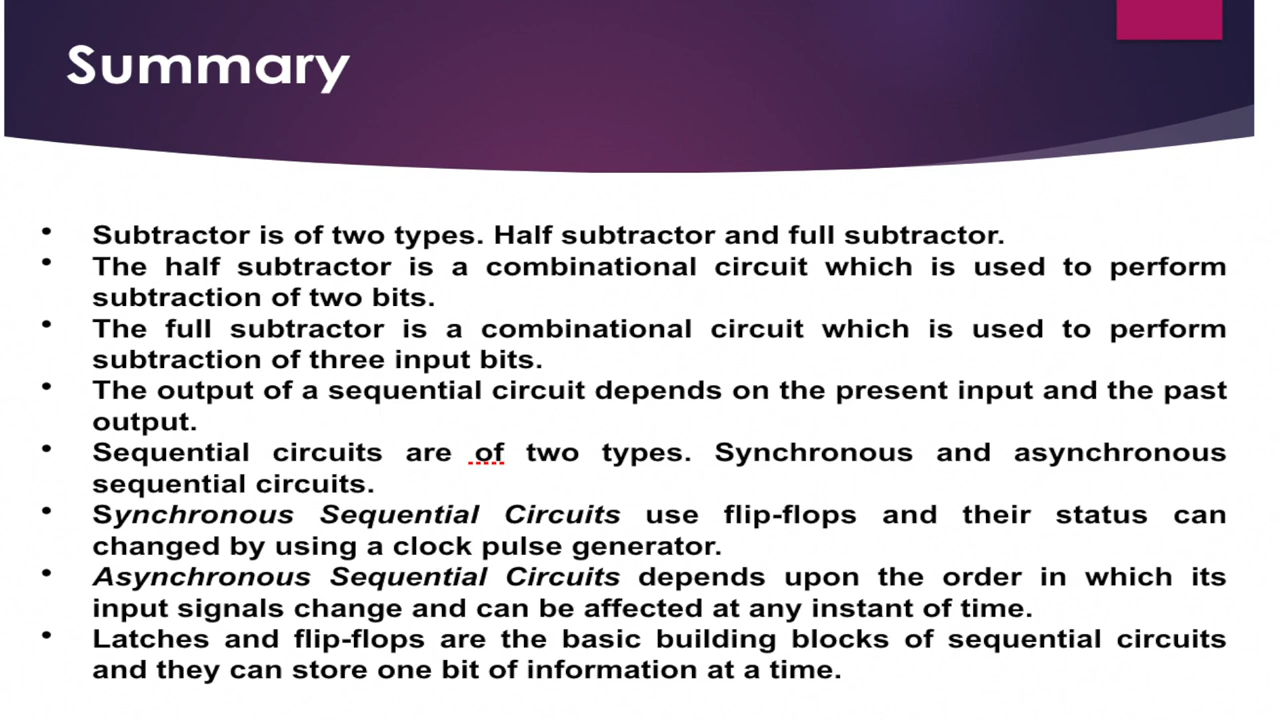 Summary
• Subtractor is of two types. Half subtractor and full subtractor.
• The half subtractor is a combinational circuit which is used to perform
subtraction of two bits.
• The full subtractor is a combinational circuit which is used to perform
subtraction of three input bits.
• The output of a sequential circuit depends on the present input and the past
output.
• Sequential circuits are of two types. Synchronous and asynchronous
sequential circuits.
• Synchronous Sequential Circuits use flip-flops and their status can
changed by using a clock pulse generator.
• Asynchronous Sequential Circuits depends upon the order in which its
input signals change and can be affected at any instant of time.
• Latches and flip-flops are the basic building blocks of sequential circuits
and they can store one bit of information at a time.